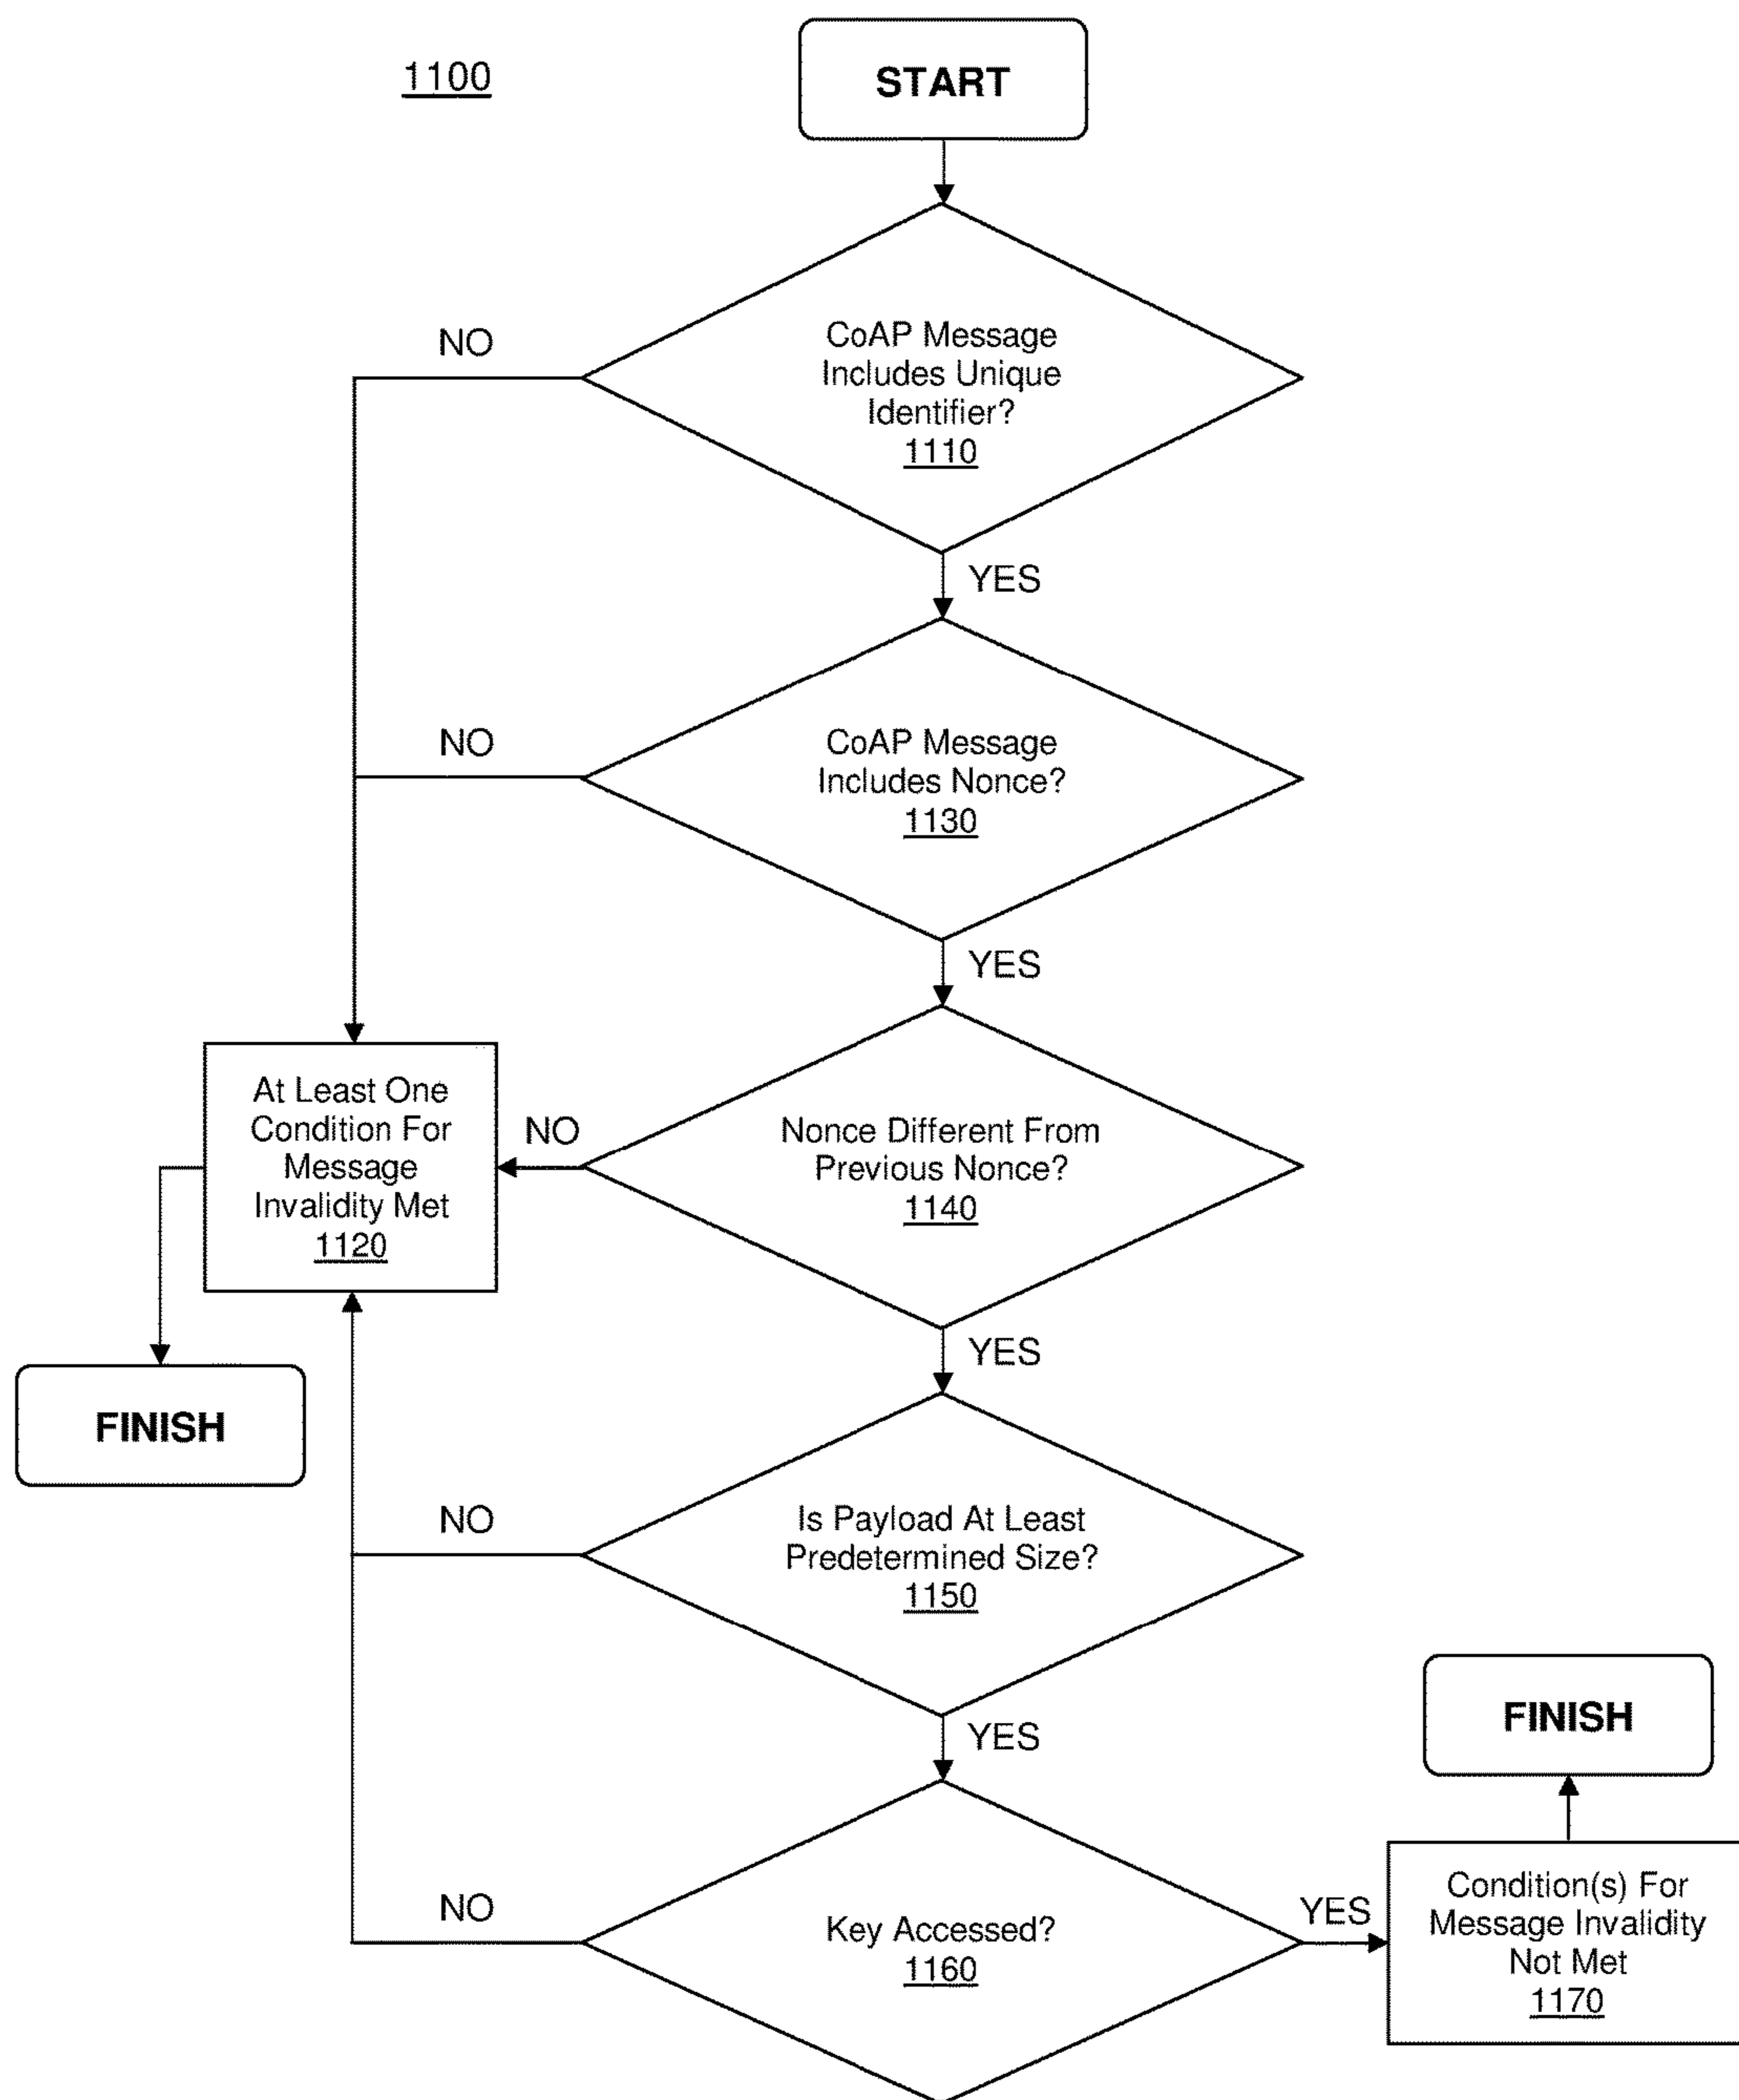 1100
START
CoAP Message
Includes Unique
Identifier?
1110
NO
YES
CoAP Message
Includes Nonce?
1130
NO
YES
At Least One
Condition For
Message
Invalidity Met
1120
NO
Nonce Different From
Previous Nonce?
1140
YES
FINISH
Is Payload At Least
Predetermined Size?
1150
NO
YES
FINISH
Key Accessed?
1160
NO
YES
Condition(s) For
Message Invalidity
Not Met
1170